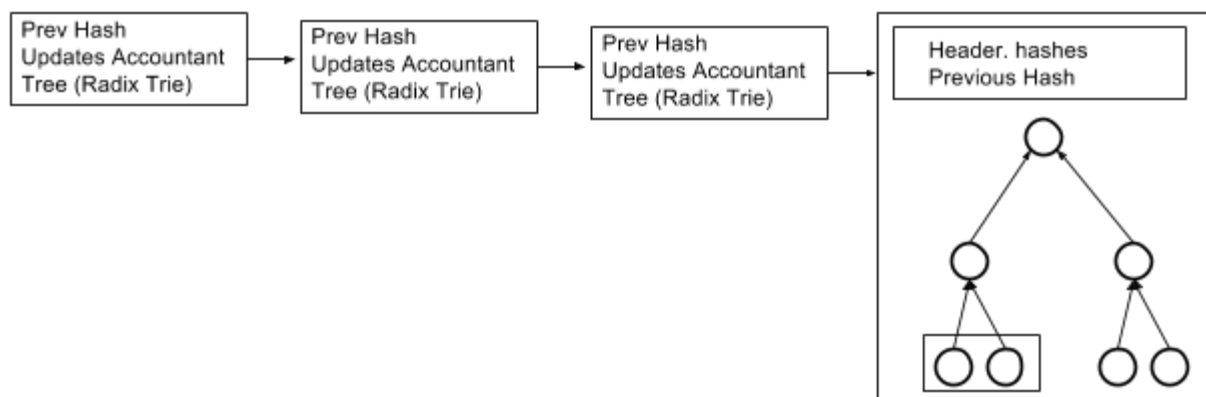 Prev Hash
Updates Accountant
Tree (Radix Trie)
Prev Hash
Updates Accountant
Tree (Radix Trie)
Prev Hash
Updates Accountant
Tree (Radix Trie)
Header. hashes
Previous Hash